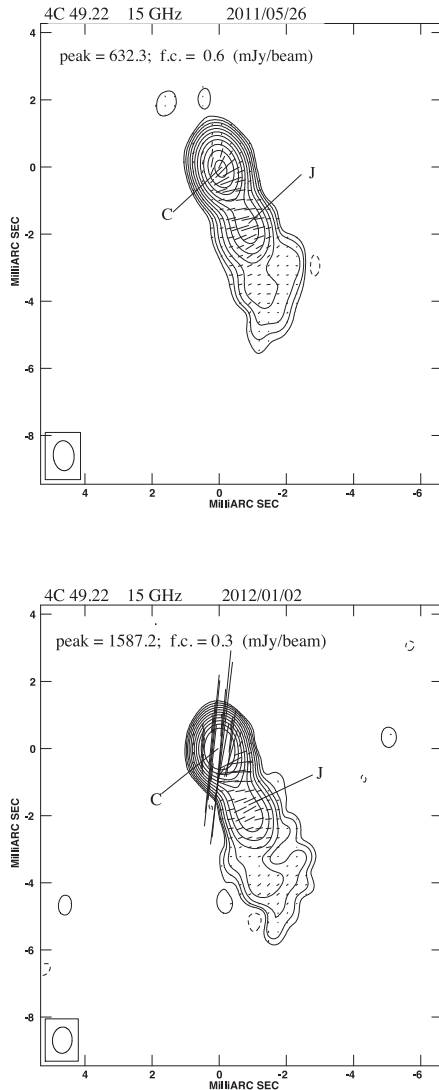 4C 49.22 15 GHz 2011/05/26
peak = 632.3; f.c. = 0.6 (mJy/beam)
2
0
-2
-4
-6
-8
MilliARC SEC
C
J
4 2 0 -2 -4 -6
MilliARC SEC
4C 49.22 15 GHz 2012/01/02
peak = 1587.2; f.c. = 0.3 (mJy/beam)
4
2
0
-2
-4
-6
-8
MilliARC SEC
C
J
4 2 0 -2 -4 -6
MilliARC SEC